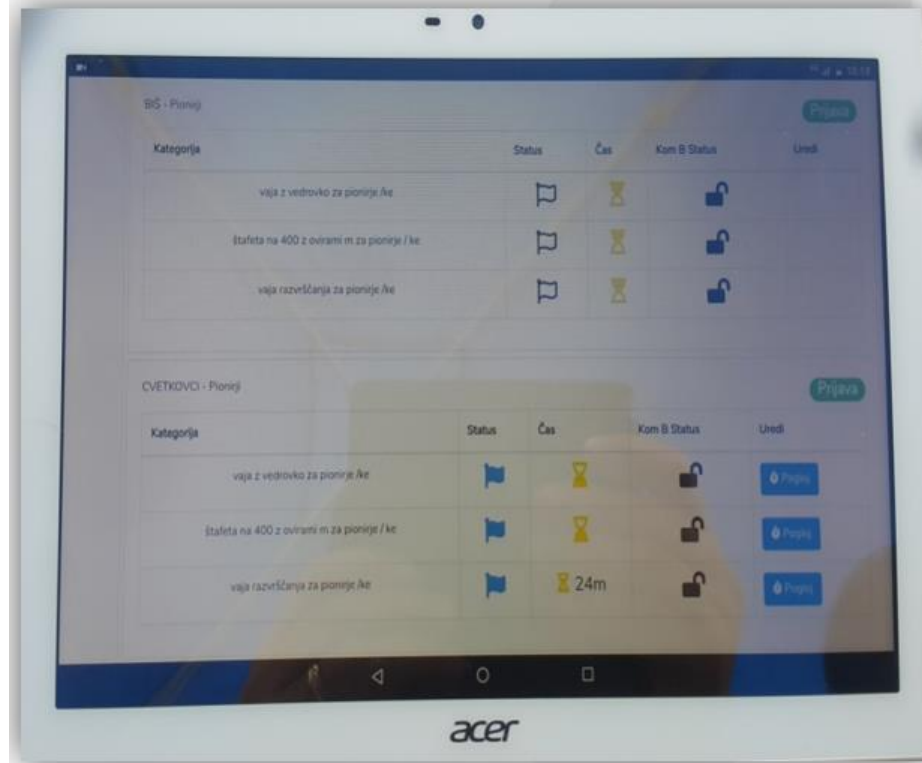 BIŠ - Pionirji
Prijava
Kategorija Status Čas Kom B Status Uredi
vaja z vedrovko za pionirje /ke
štafeta na 400 z ovirami m za pionirje / ke
vaja razvrščanja za pionirje /ke
CVETKOVCI - Pionirji
Prijava
Kategorija Status Čas Kom B Status Uredi
vaja z vedrovko za pionirje /ke
štafeta na 400 z ovirami m za pionirje / ke
vaja razvrščanja za pionirje /ke 24m
acer